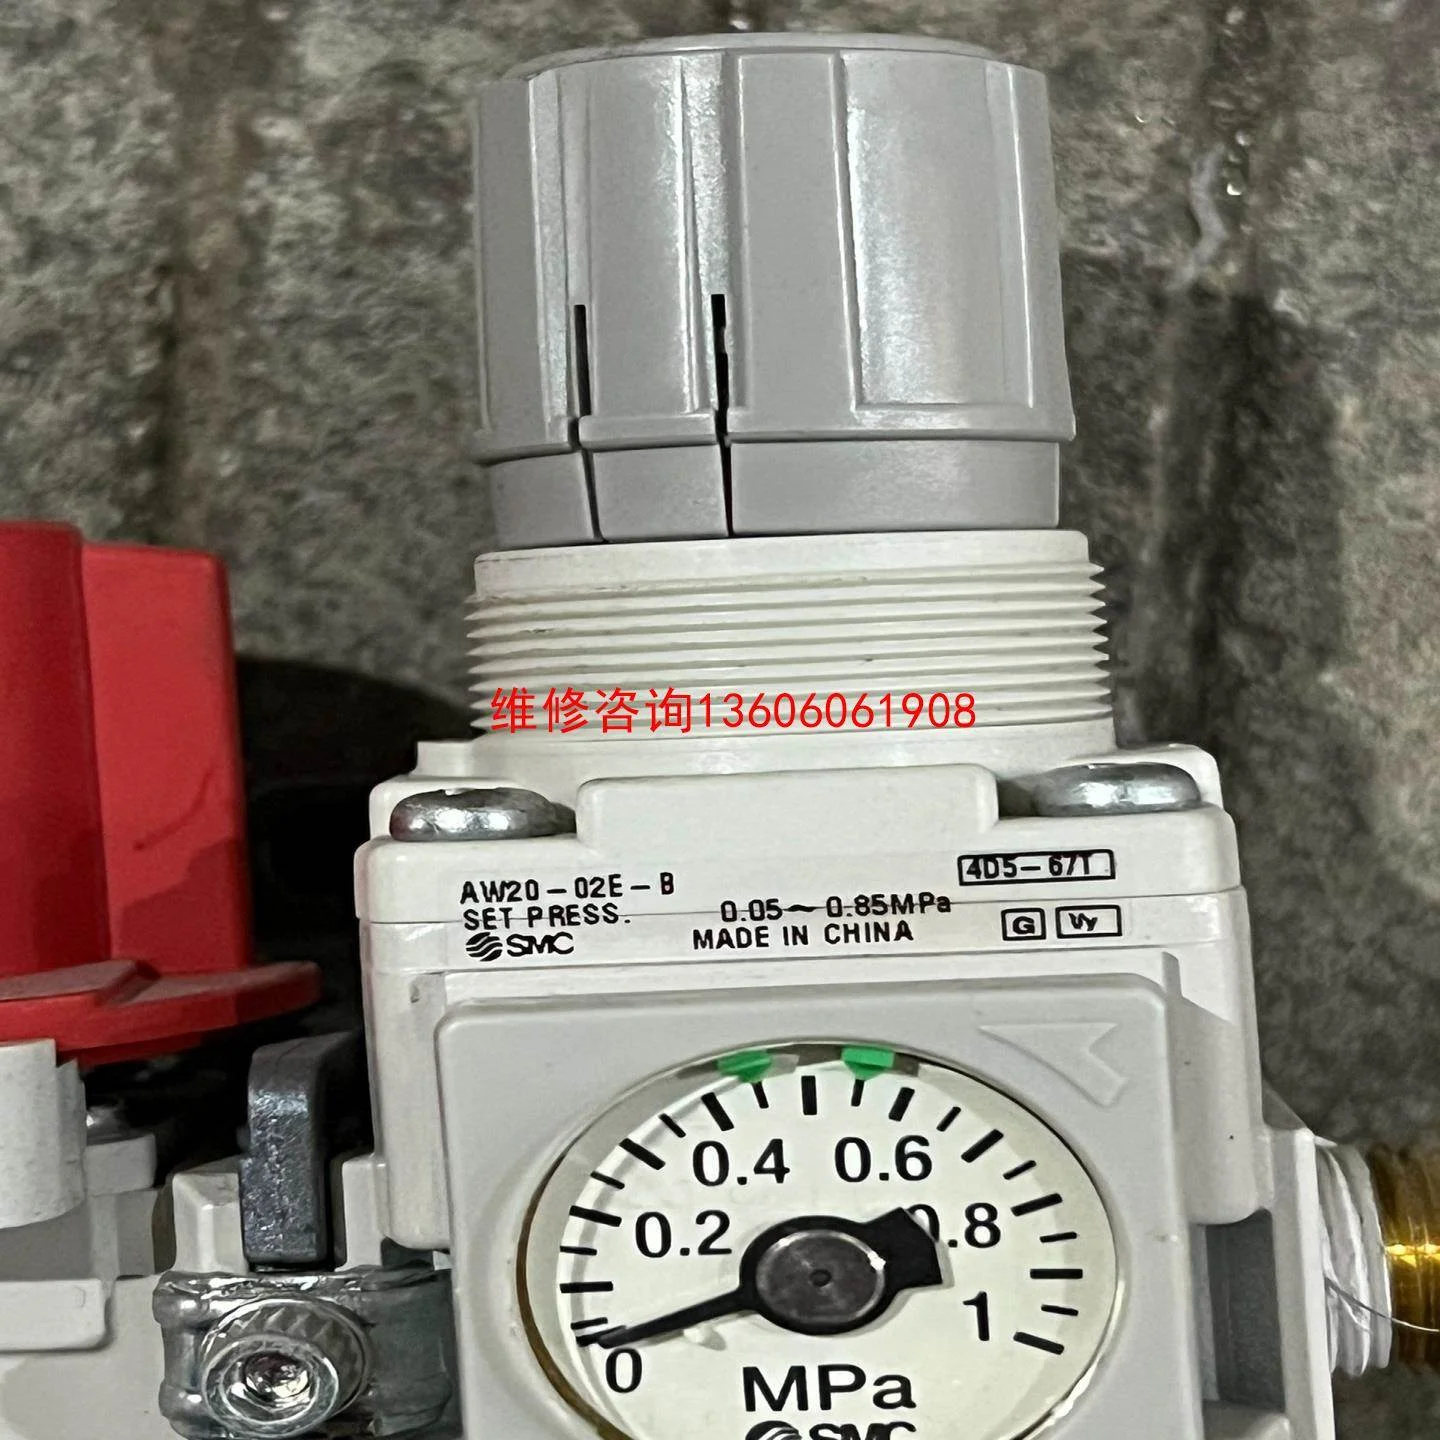 维修咨询13606061908
4D5-67T
AW20-02E-B
SET PRESS. 0.05~0.85MPa
SMC MADE IN CHINA G Vy
0.4 0.6
0.2 0.8
0 1
MPa
SMC